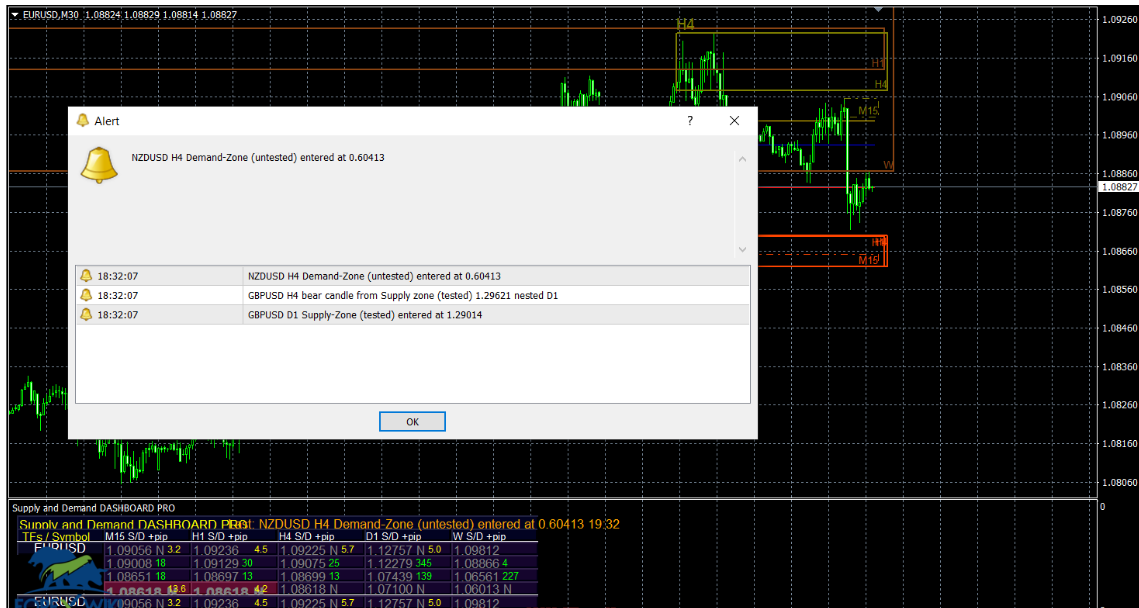 EURUSD,M30 1.08824 1.08829 1.08814 1.08827
H4
1.09260
H1
1.09160
H4
1.09060
M15
1.08960
W
1.08860
1.08827
1.08760
1.08660
M15
1.08560
1.08460
1.08360
1.08260
1.08160
1.08060
Alert
? ×
NZDUSD H4 Demand-Zone (untested) entered at 0.60413
18:32:07 NZDUSD H4 Demand-Zone (untested) entered at 0.60413
18:32:07 GBPUSD H4 bear candle from Supply zone (tested) 1.29621 nested D1
18:32:07 GBPUSD D1 Supply-Zone (tested) entered at 1.29014
OK
Supply and Demand DASHBOARD PRO
0
Supply and Demand DASHBOARD PRO NZDUSD H4 Demand-Zone (untested) entered at 0.60413 19:32
TFs / Symbol M15 S/D +pip H1 S/D +pip H4 S/D +pip D1 S/D +pip W S/D +pip
EURUSD 1.09056 N 3.2 1.09236 4.5 1.09225 N 5.7 1.12757 N 5.0 1.09812
1.09008 18 1.09129 30 1.09075 25 1.12279 345 1.08866 4
1.08651 18 1.08697 13 1.08699 13 1.07439 139 1.06561 227
1.08618 13.6 1.08618 N 4.2 1.08618 N 1.07100 N 1.06013 N
EURUSD 1.09056 N 3.2 1.09236 4.5 1.09225 N 5.7 1.12757 N 5.0 1.09812